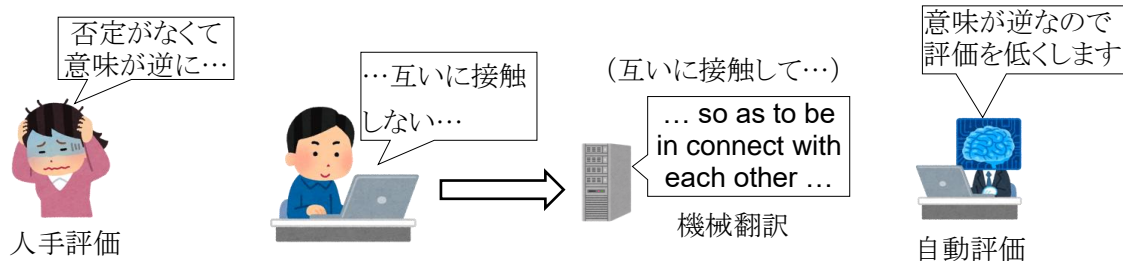 否定がなくて
意味が逆に…
人手評価
…互いに接触
しない…
（互いに接触して…）
… so as to be
in connect with
each other …
機械翻訳
意味が逆なので
評価を低くします
自動評価